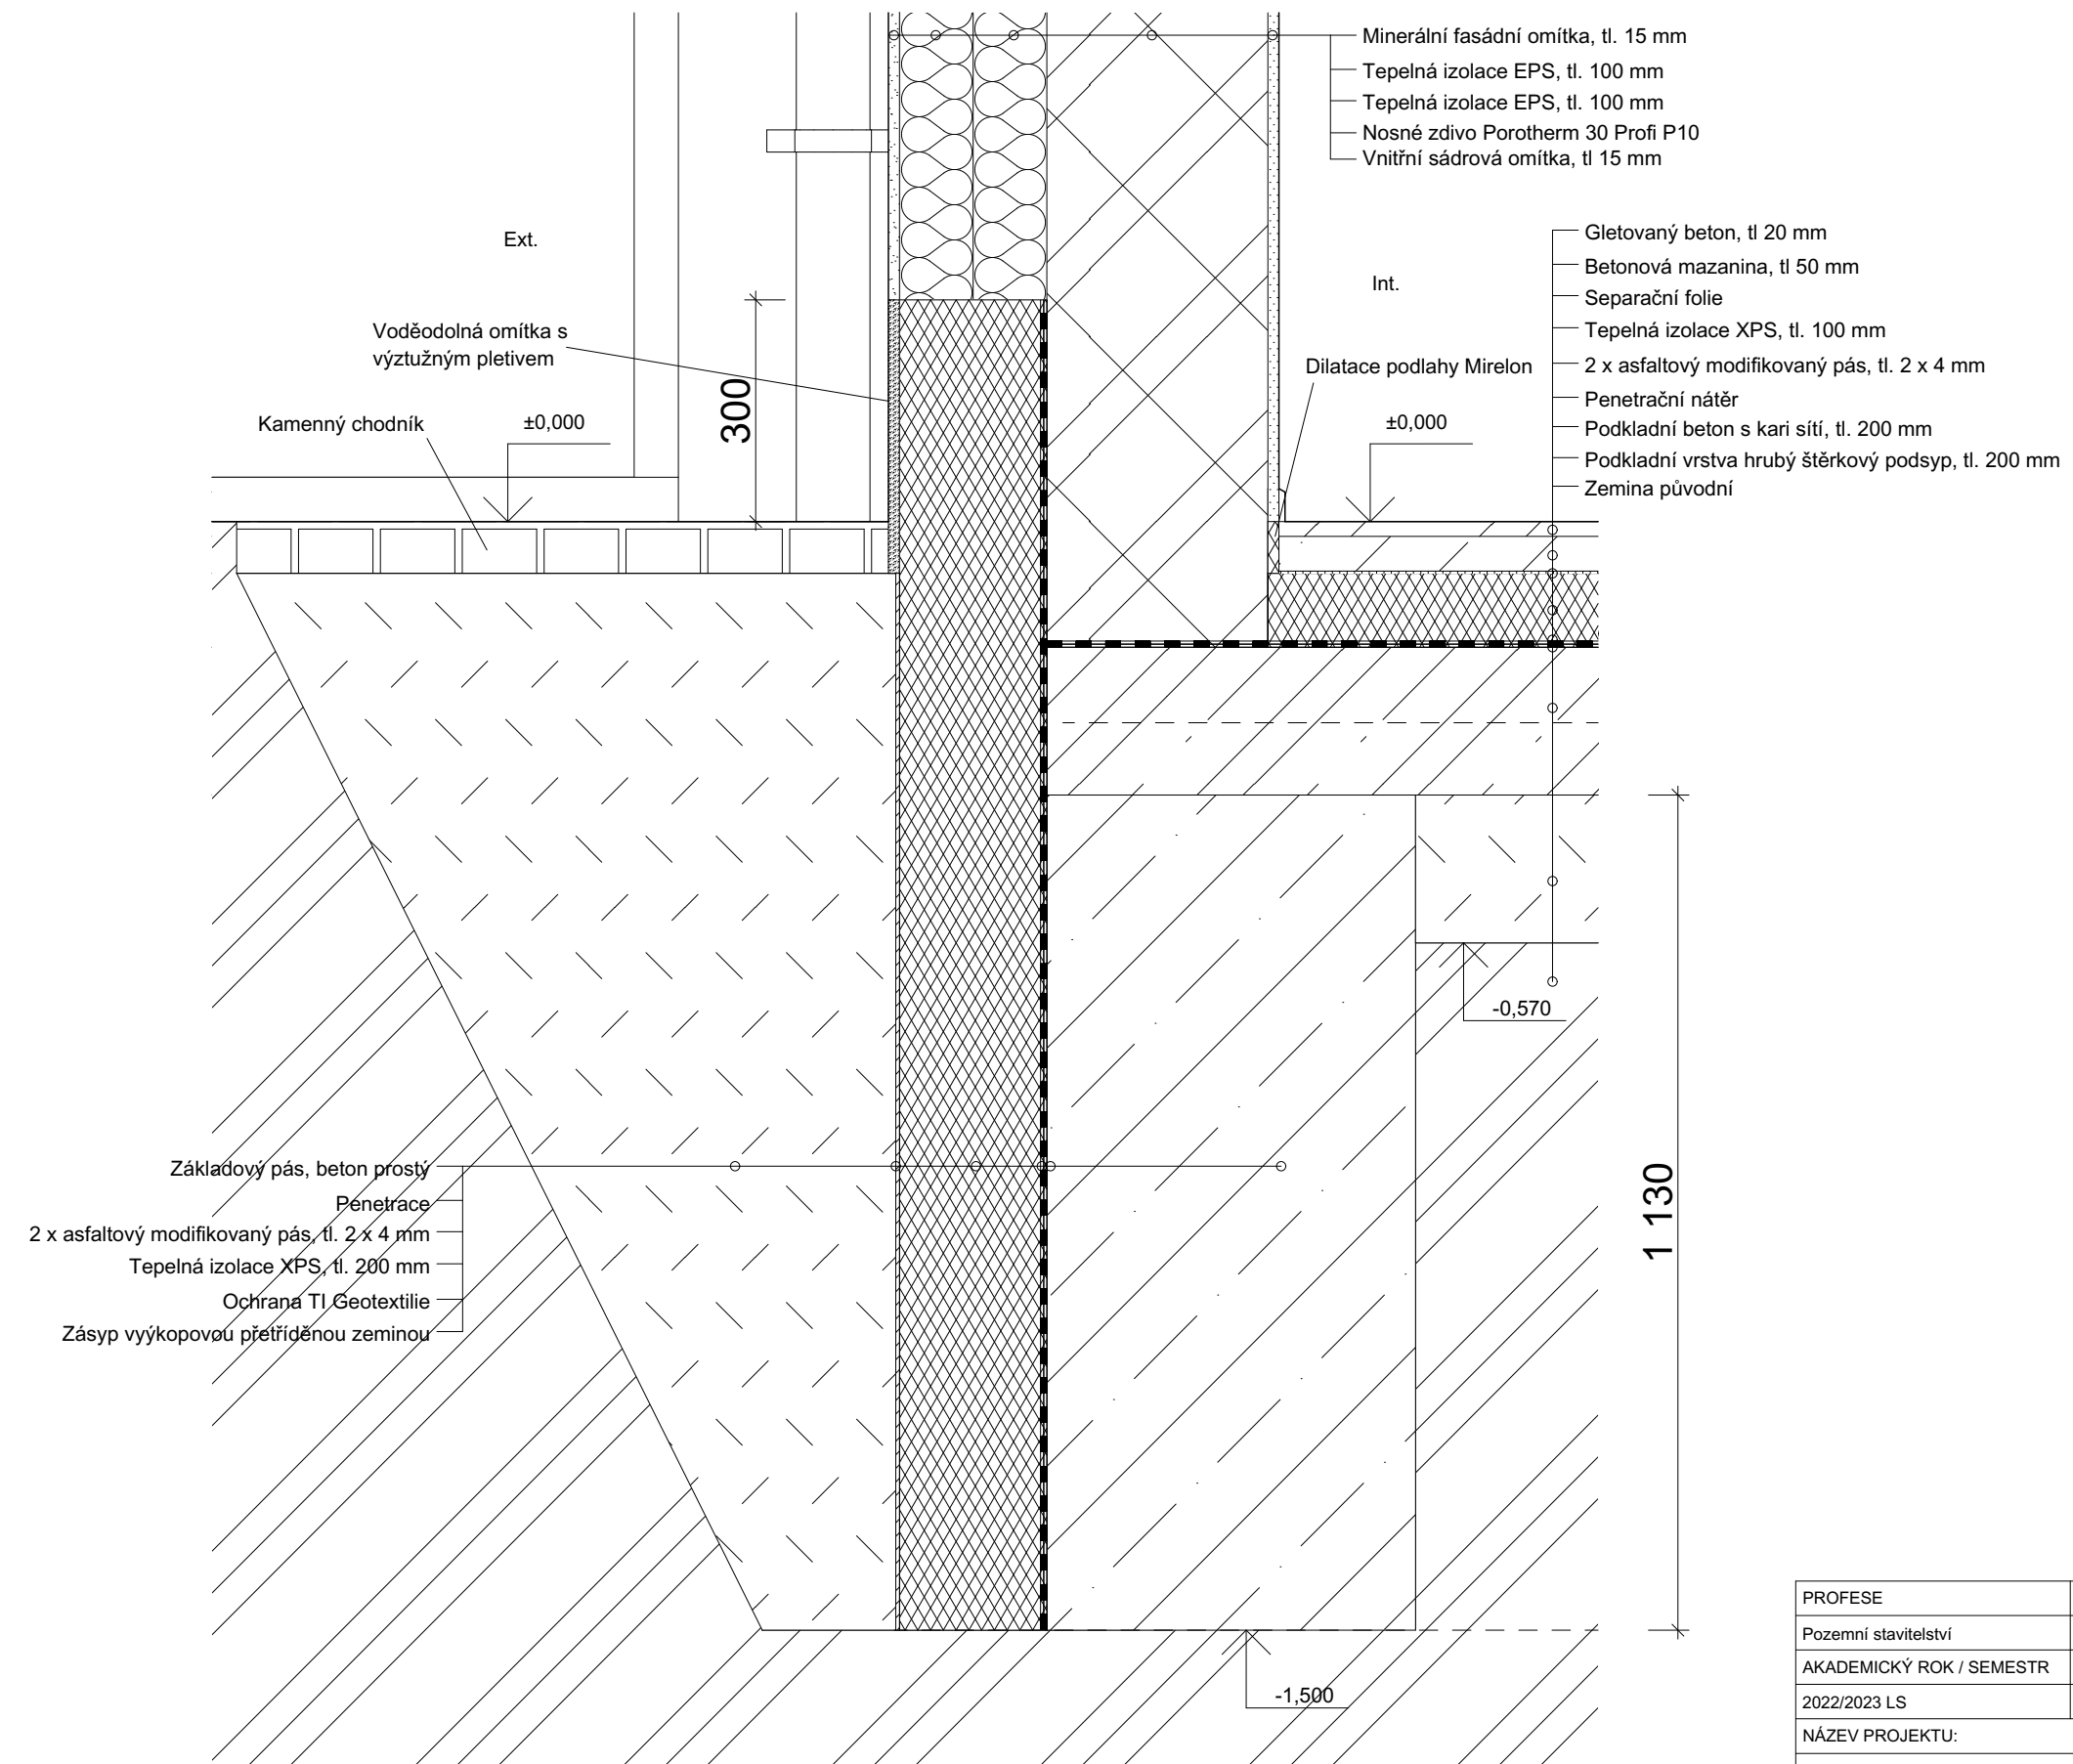 Minerální fasádní omítka, tl. 15 mm
Tepelná izolace EPS, tl. 100 mm
Tepelná izolace EPS, tl. 100 mm
Nosné zdivo Porotherm 30 Profi P10
Vnitřní sádrová omítka, tl 15 mm
Ext.
Int.
Gletovaný beton, tl 20 mm
Betonová mazanina, tl 50 mm
Separační folie
Tepelná izolace XPS, tl. 100 mm
2 x asfaltový modifikovaný pás, tl. 2 x 4 mm
Penetrační nátěr
Podkladní beton s kari sítí, tl. 200 mm
Podkladní vrstva hrubý štěrkový podsyp, tl. 200 mm
Zemina původní
Voděodolná omítka s
výztužným pletivem
300
Dilatace podlahy Mirelon
Kamenný chodník
±0,000
±0,000
-0,570
Základový pás, beton prostý
Penetrace
2 x asfaltový modifikovaný pás, tl. 2 x 4 mm
Tepelná izolace XPS, tl. 200 mm
Ochrana TI Geotextilie
Zásyp vyýkopovou přetříděnou zeminou
1 130
-1,500
PROFESE
Pozemní stavitelství
AKADEMICKÝ ROK / SEMESTR
2022/2023 LS
NÁZEV PROJEKTU: